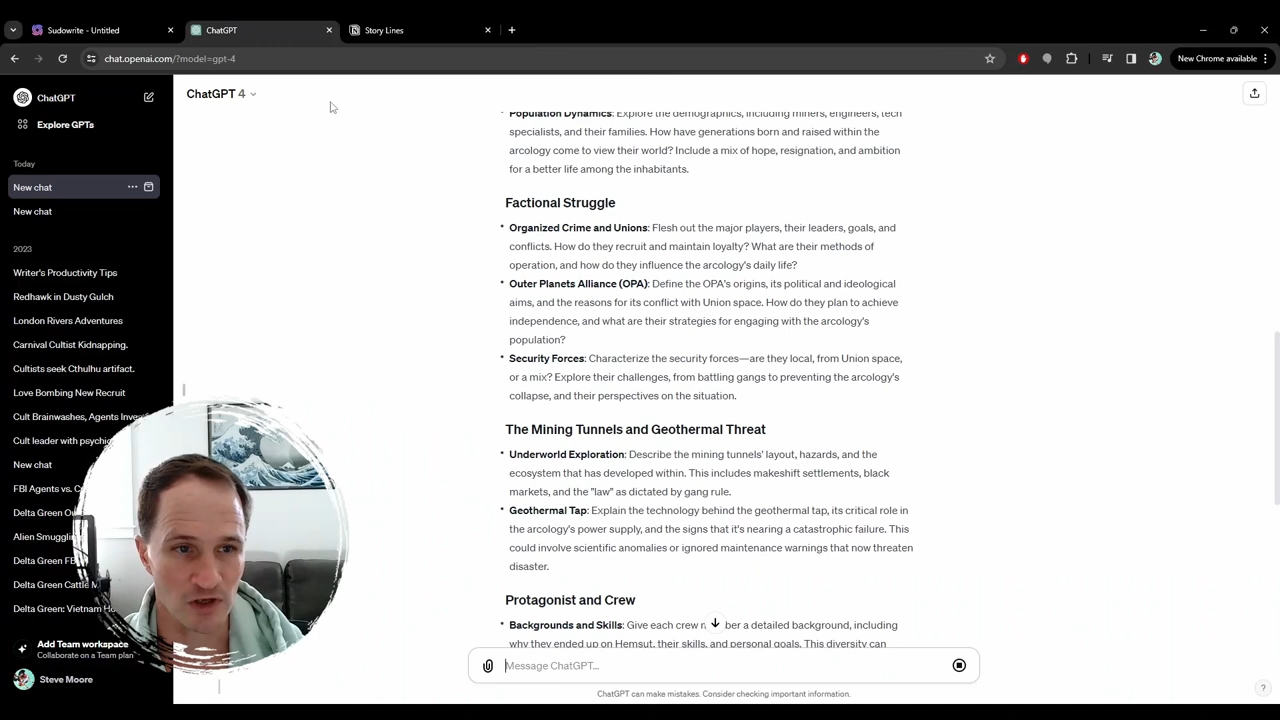 Sudowrite - Untitled
ChatGPT
Story Lines
chat.openai.com/?model=gpt-4
New Chrome available
ChatGPT
ChatGPT 4
Explore GPTs
Today
New chat
New chat
2023
Writer's Productivity Tips
Redhawk in Dusty Gulch
London Rivers Adventures
Carnival Cultist Kidnapping.
Cultists seek Cthulhu artifact.
Love Bombing New Recruit
Cult Brainwashes, Agents Inve
Cult leader with psychic
New chat
FBI Agents vs. C
Delta Green O
Alien Smuggli
Delta Green FB
Delta Green Cattle M
Delta Green: Vietnam Ho
Add Team workspace
Collaborate on a Team plan
Steve Moore
• Population Dynamics: Explore the demographics, including miners, engineers, tech
specialists, and their families. How have generations born and raised within the
arcology come to view their world? Include a mix of hope, resignation, and ambition
for a better life among the inhabitants.
Factional Struggle
• Organized Crime and Unions: Flesh out the major players, their leaders, goals, and
conflicts. How do they recruit and maintain loyalty? What are their methods of
operation, and how do they influence the arcology's daily life?
• Outer Planets Alliance (OPA): Define the OPA's origins, its political and ideological
aims, and the reasons for its conflict with Union space. How do they plan to achieve
independence, and what are their strategies for engaging with the arcology's
population?
• Security Forces: Characterize the security forces—are they local, from Union space,
or a mix? Explore their challenges, from battling gangs to preventing the arcology's
collapse, and their perspectives on the situation.
The Mining Tunnels and Geothermal Threat
• Underworld Exploration: Describe the mining tunnels' layout, hazards, and the
ecosystem that has developed within. This includes makeshift settlements, black
markets, and the "law" as dictated by gang rule.
• Geothermal Tap: Explain the technology behind the geothermal tap, its critical role in
the arcology's power supply, and the signs that it's nearing a catastrophic failure. This
could involve scientific anomalies or ignored maintenance warnings that now threaten
disaster.
Protagonist and Crew
• Backgrounds and Skills: Give each crew ber a detailed background, including
why they ended up on Hemsut, their skills, and personal goals. This diversity can
Message ChatGPT...
ChatGPT can make mistakes. Consider checking important information.
?